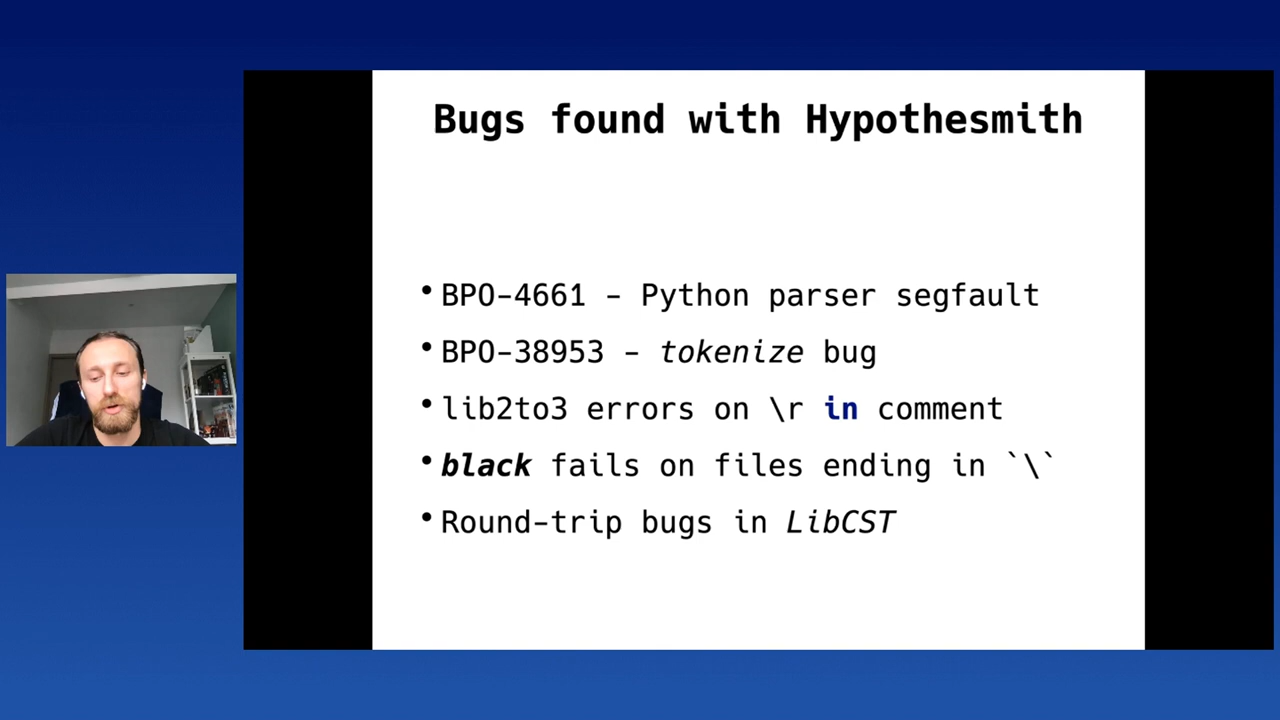 Bugs found with Hypothesmith
• BPO-4661 - Python parser segfault
• BPO-38953 - tokenize bug
• lib2to3 errors on \r in comment
• black fails on files ending in `\`
• Round-trip bugs in LibCST